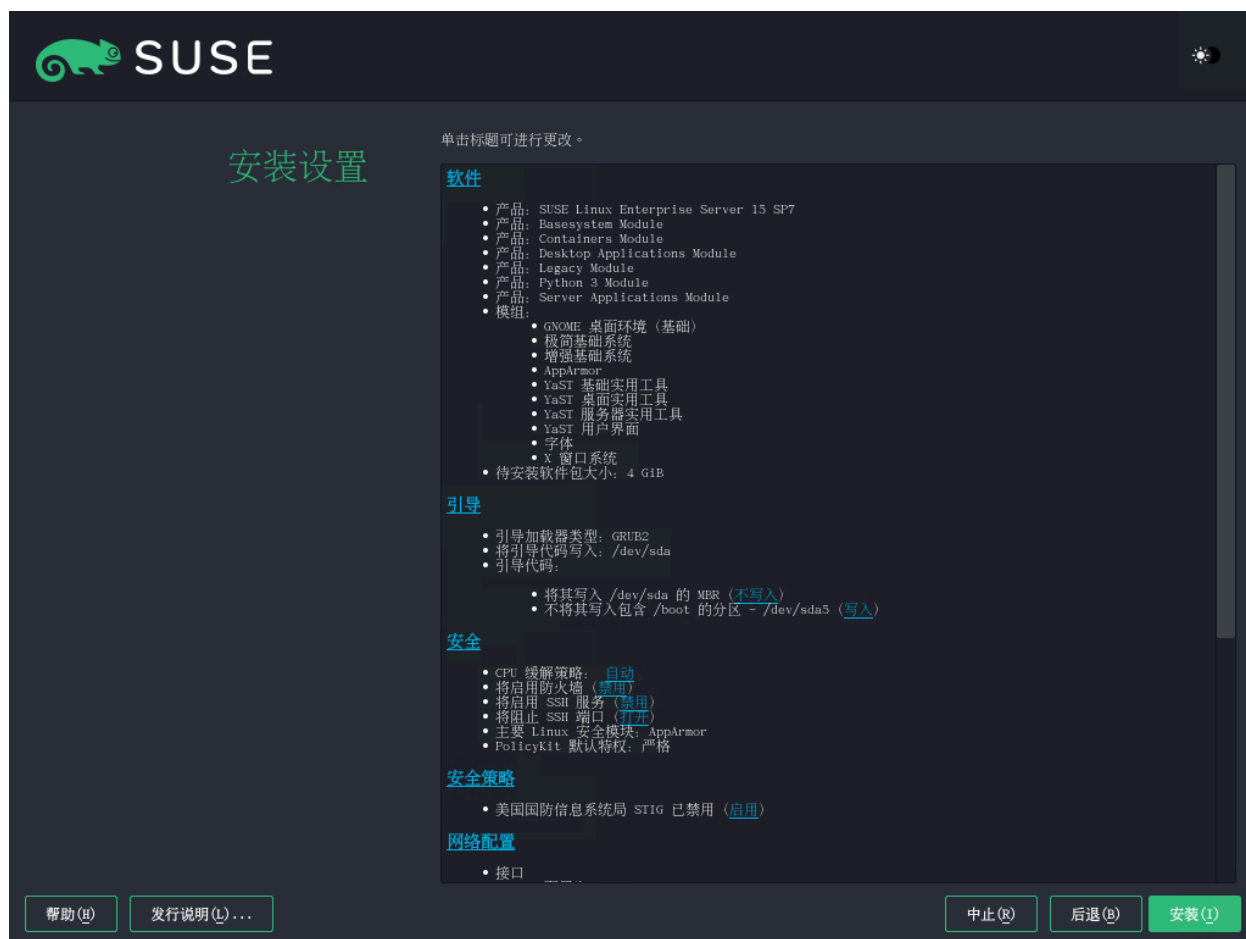 SUSE
安装设置
单击标题可进行更改。
软件
产品: SUSE Linux Enterprise Server 15 SP7
产品: Basesystem Module
产品: Containers Module
产品: Desktop Applications Module
产品: Legacy Module
产品: Python 3 Module
产品: Server Applications Module
模组:
GNOME 桌面环境（基础）
极简基础系统
增强基础系统
AppArmor
YaST 基础实用工具
YaST 桌面实用工具
YaST 服务器实用工具
YaST 用户界面
字体
X 窗口系统
待安装软件包大小: 4 GiB
引导
引导加载器类型: GRUB2
将引导代码写入: /dev/sda
引导代码:
将其写入 /dev/sda 的 MBR（不写入）
不将其写入包含 /boot 的分区 - /dev/sda5（写入）
安全
CPU 缓解策略: 自动
将启用防火墙（禁用）
将启用 SSH 服务（禁用）
将阻止 SSH 端口（打开）
主要 Linux 安全模块: AppArmor
PolicyKit 默认特权: 严格
安全策略
美国国防信息系统局 STIG 已禁用（启用）
网络配置
接口
帮助(H) 发行说明(L)... 中止(R) 后退(B) 安装(I)